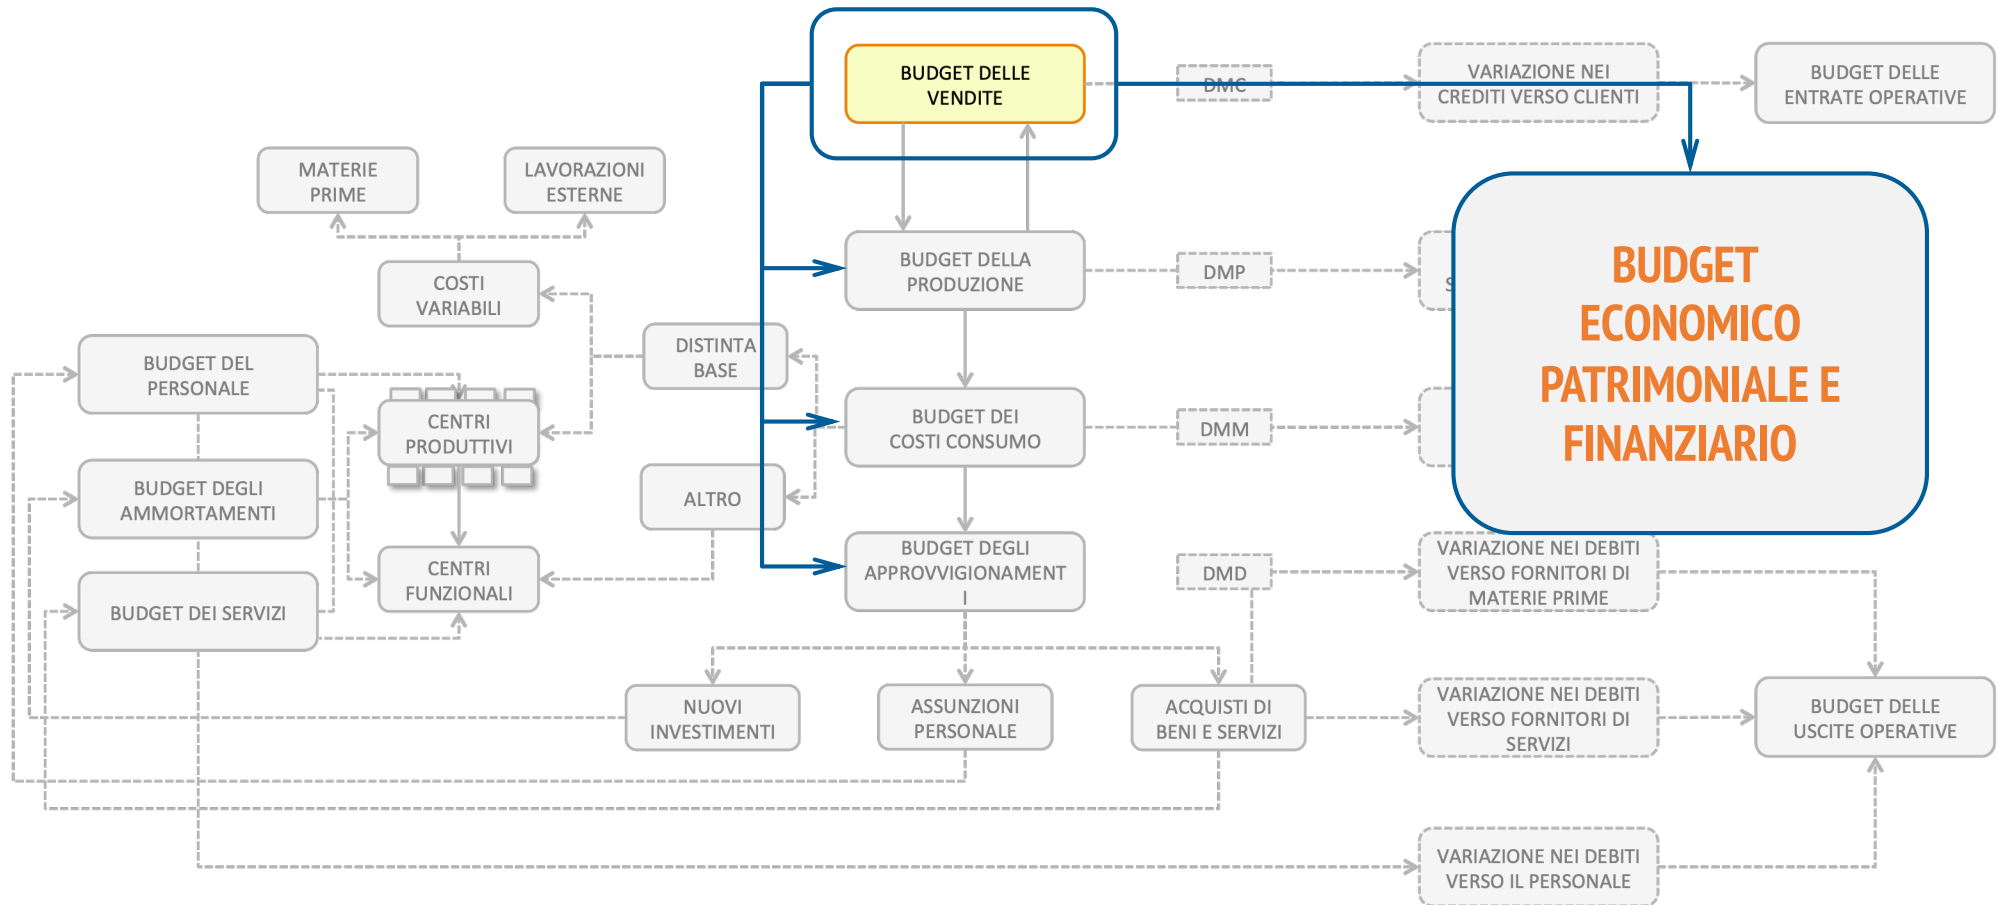 BUDGET DELLE
VENDITE
DMC
VARIAZIONE NEI
CREDITI VERSO CLIENTI
BUDGET DELLE
ENTRATE OPERATIVE
MATERIE
PRIME
LAVORAZIONI
ESTERNE
COSTI
VARIABILI
BUDGET DELLA
PRODUZIONE
DMP
S
BUDGET
ECONOMICO
PATRIMONIALE E
FINANZIARIO
DISTINTA
BASE
BUDGET DEL
PERSONALE
CENTRI
PRODUTTIVI
BUDGET DEI
COSTI CONSUMO
DMM
BUDGET DEGLI
AMMORTAMENTI
ALTRO
CENTRI
FUNZIONALI
BUDGET DEGLI
APPROVVIGIONAMENT
I
DMD
VARIAZIONE NEI DEBITI
VERSO FORNITORI DI
MATERIE PRIME
BUDGET DEI SERVIZI
NUOVI
INVESTIMENTI
ASSUNZIONI
PERSONALE
ACQUISTI DI
BENI E SERVIZI
VARIAZIONE NEI DEBITI
VERSO FORNITORI DI
SERVIZI
BUDGET DELLE
USCITE OPERATIVE
VARIAZIONE NEI DEBITI
VERSO IL PERSONALE